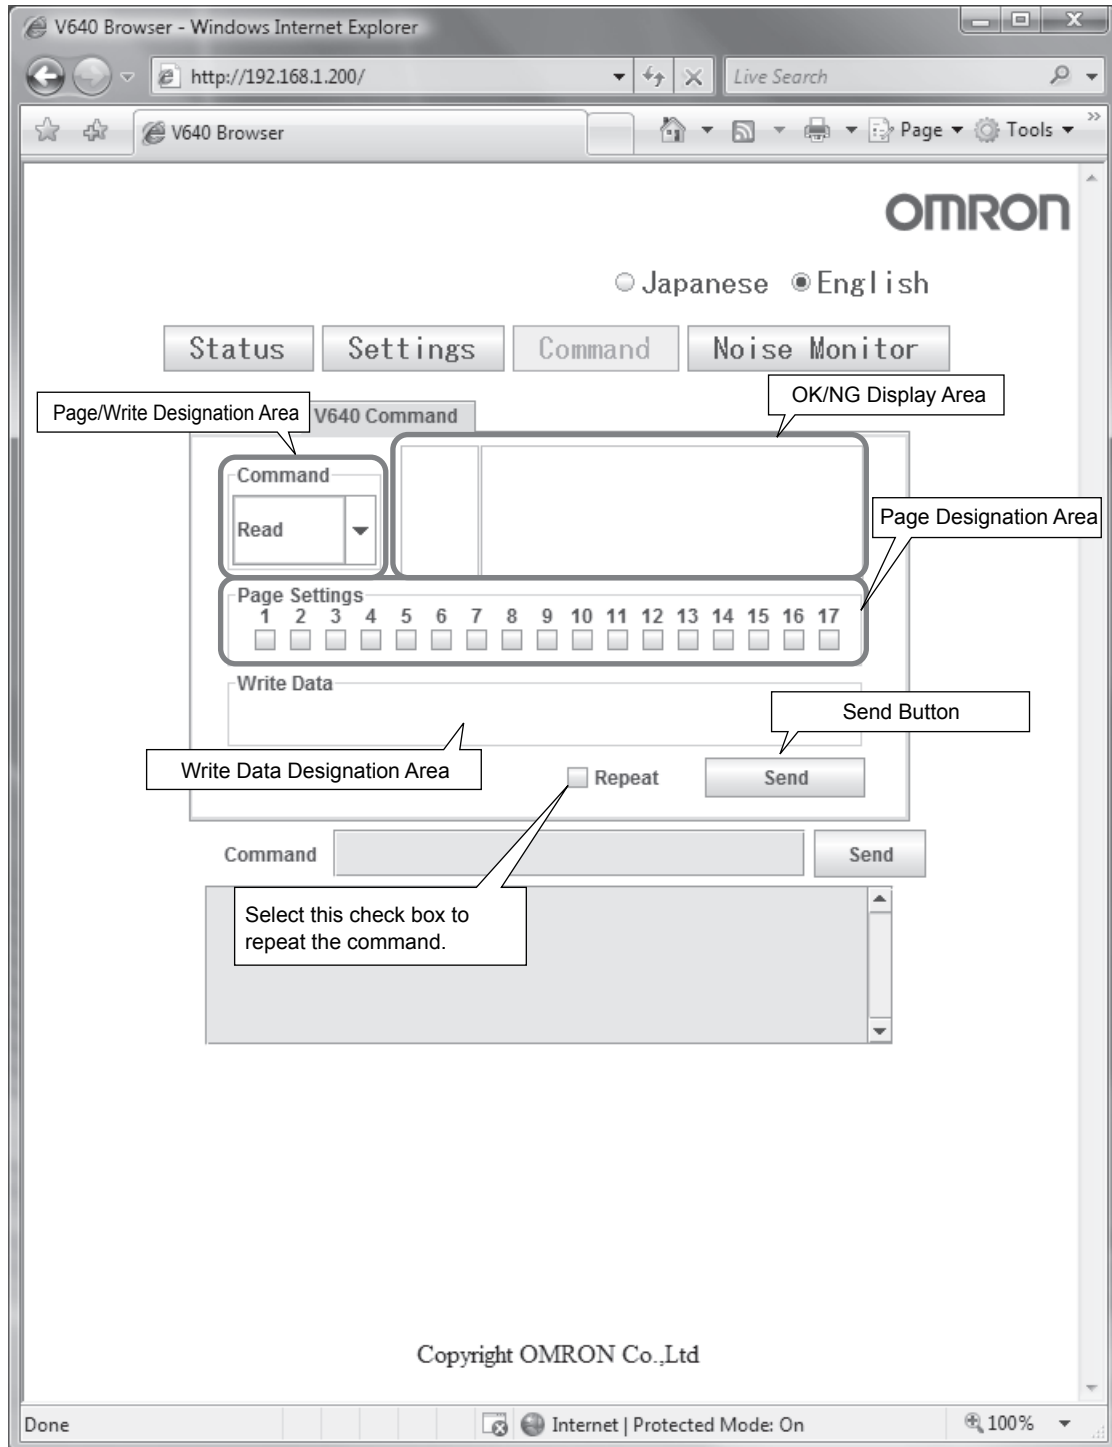 V640 Browser - Windows Internet Explorer
http://192.168.1.200/
Live Search
V640 Browser
Page
Tools
OMRON
Japanese English
Status Settings Command Noise Monitor
OK/NG Display Area
Page/Write Designation Area
V640 Command
Command
Read
Page Designation Area
Page Settings
1 2 3 4 5 6 7 8 9 10 11 12 13 14 15 16 17
Write Data
Send Button
Write Data Designation Area
Repeat Send
Command Send
Select this check box to
repeat the command.
Copyright OMRON Co.,Ltd
Done Internet | Protected Mode: On 100%